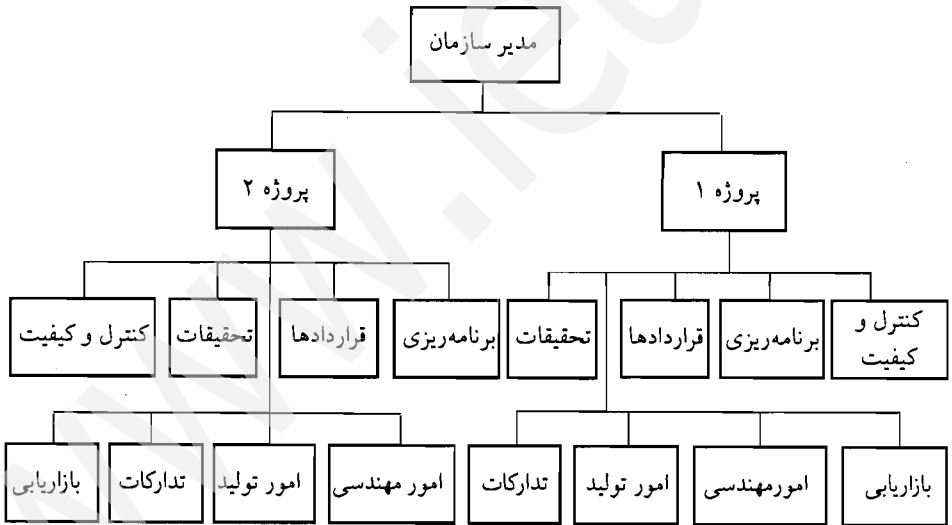 مدیر سازمان
پروژه ۱
پروژه ۲
کنترل و
کیفیت
برنامه‌ریزی
قراردادها
تحقیقات
برنامه‌ریزی
قراردادها
تحقیقات
کنترل و کیفیت
بازاریابی
امورمهندسی
امور تولید
تدارکات
امور مهندسی
امور تولید
تدارکات
بازاریابی